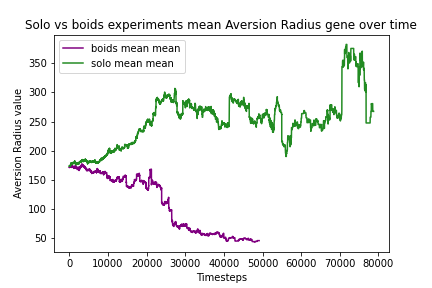 Solo vs boids experiments mean Aversion Radius gene over time
boids mean mean
solo mean mean
Aversion Radius value
350
300
250
200
150
100
50
0 10000 20000 30000 40000 50000 60000 70000 80000
Timesteps